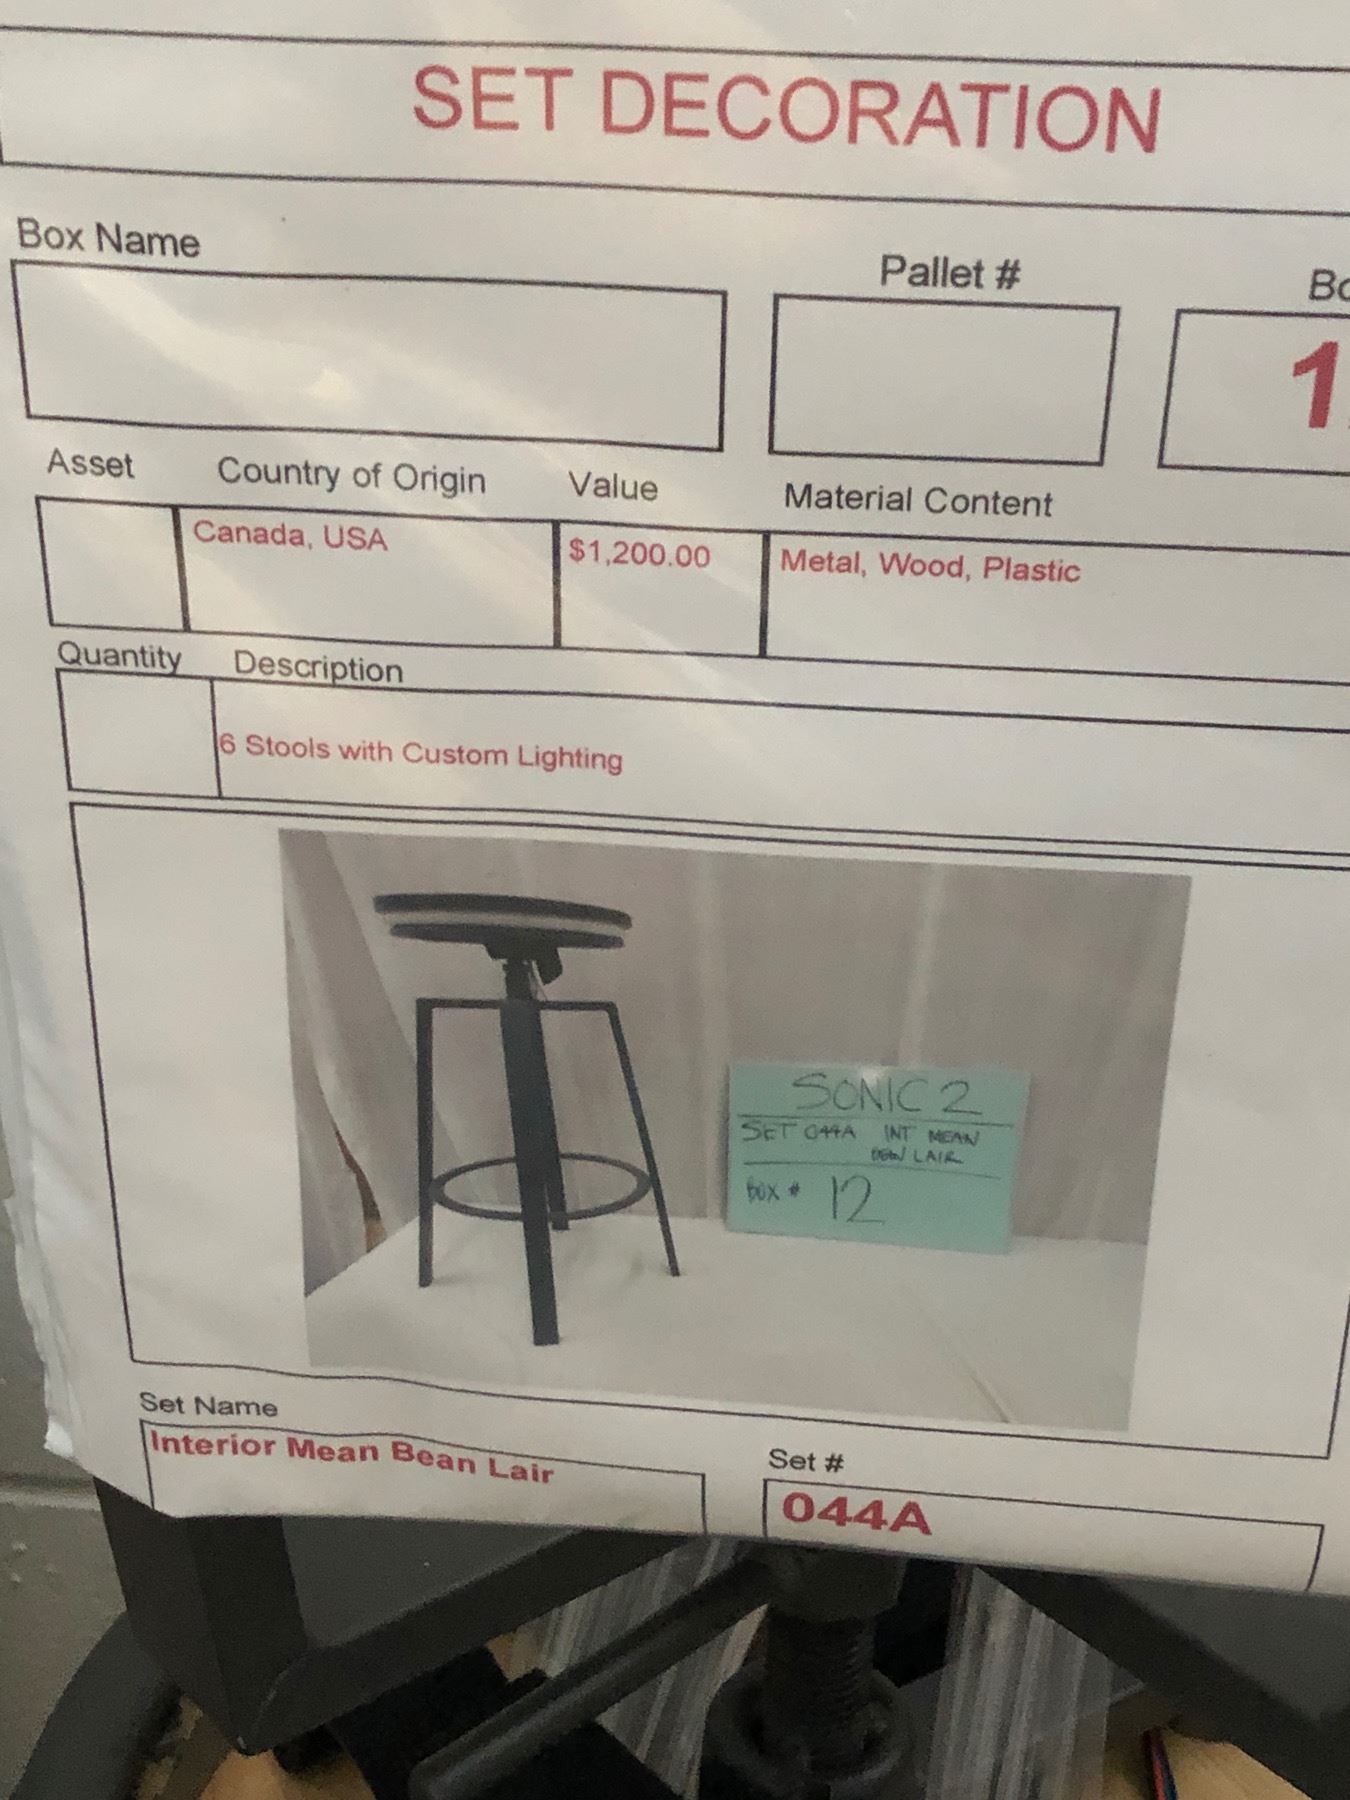 SET DECORATION
Box Name
Pallet #
Bo
1
Asset Country of Origin Value Material Content
Canada, USA $1,200.00 Metal, Wood, Plastic
Quantity Description
6 Stools with Custom Lighting
SONIC 2
SET 044A INT MEAN
BEAN LAIR
BOX # 12
Set Name
Interior Mean Bean Lair
Set #
044A